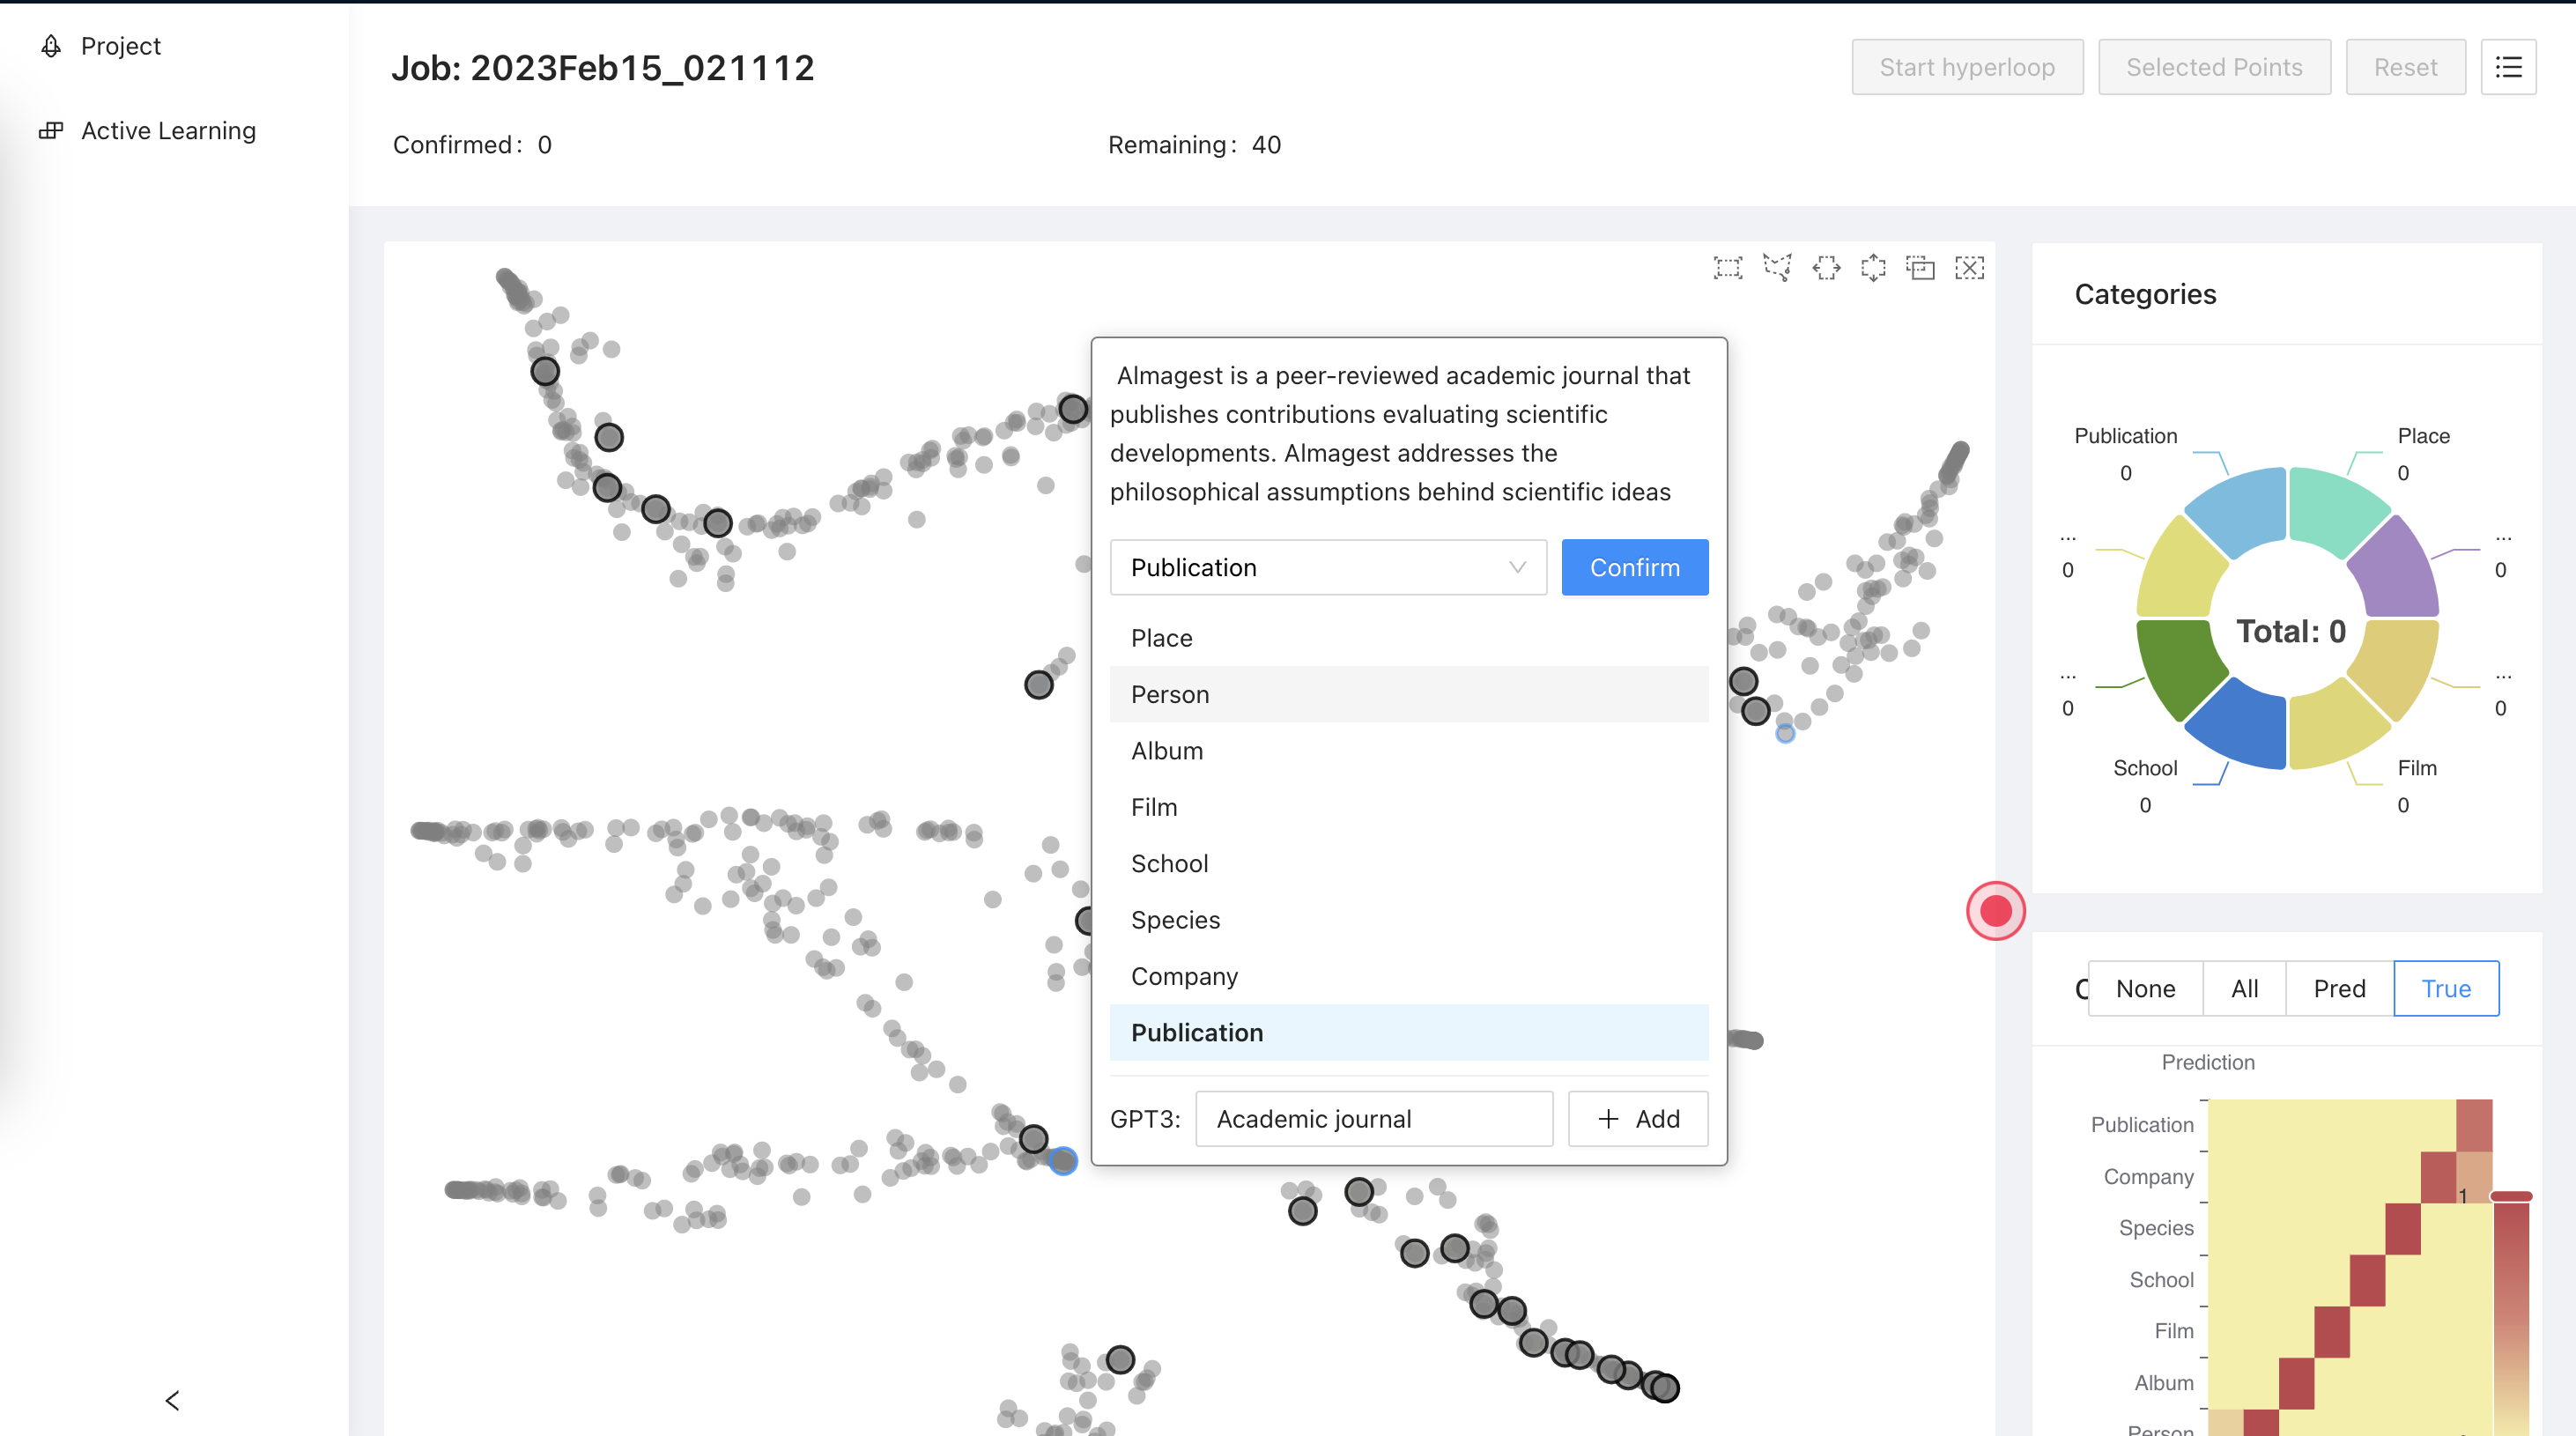 Project
Active Learning
Job: 2023Feb15_021112
Start hyperloop
Selected Points
Reset
Confirmed: 0
Remaining: 40
Almagest is a peer-reviewed academic journal that
publishes contributions evaluating scientific
developments. Almagest addresses the
philosophical assumptions behind scientific ideas
Publication
Confirm
Place
Person
Album
Film
School
Species
Company
Publication
GPT3: Academic journal + Add
Categories
Publication
0
Place
0
...
0
...
0
Total: 0
...
0
...
0
School
0
Film
0
None
All
Pred
True
Prediction
Publication
Company
1
Species
School
Film
Album
Person